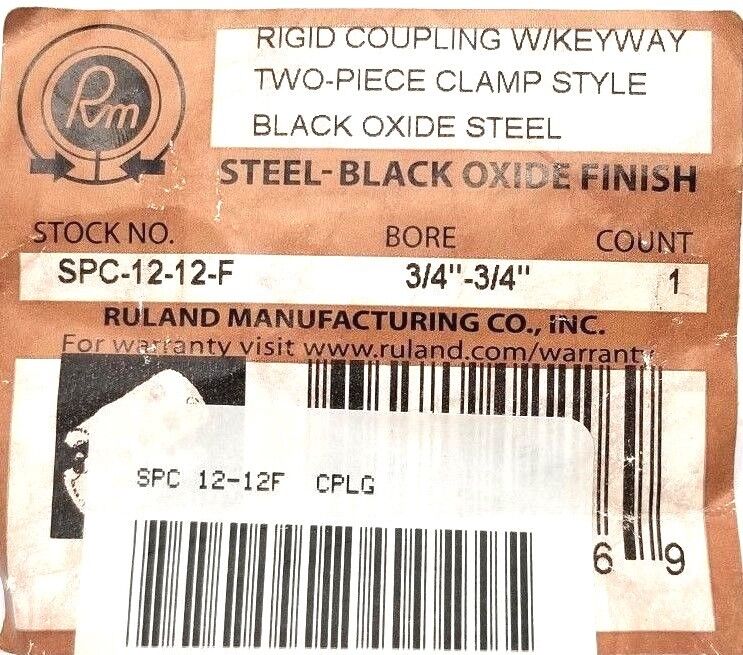 RIGID COUPLING W/KEYWAY
TWO-PIECE CLAMP STYLE
BLACK OXIDE STEEL
Rm
STEEL-BLACK OXIDE FINISH
STOCK NO. BORE COUNT
SPC-12-12-F 3/4"-3/4" 1
RULAND MANUFACTURING CO., INC.
For warranty visit www.ruland.com/warranty
SPC 12-12F CPLG
6 9